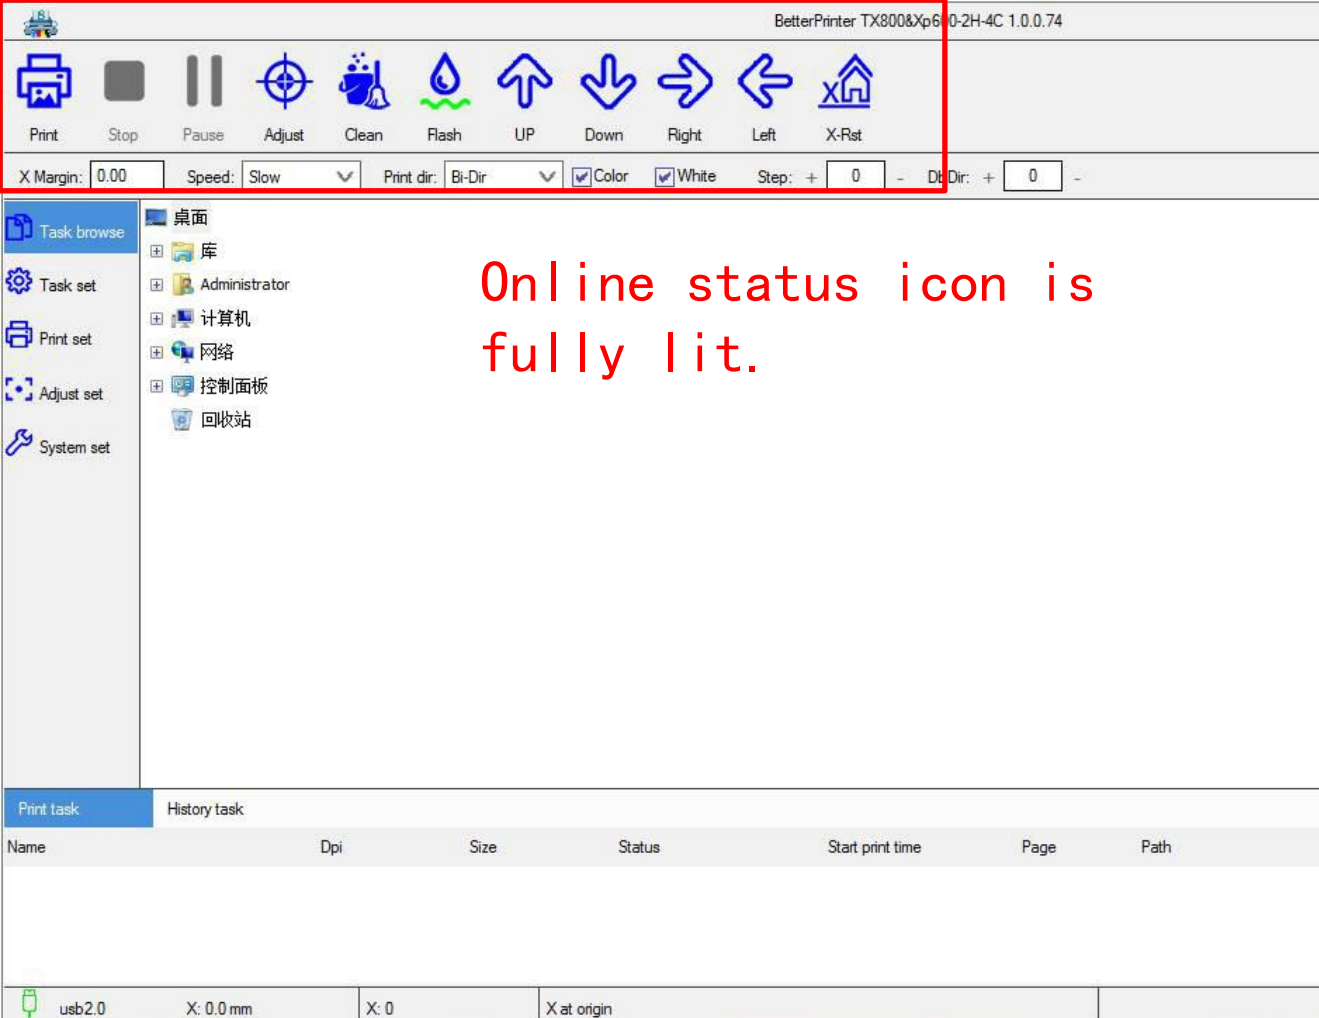 BetterPrinter TX800&Xp600-2H-4C 1.0.0.74
Print Stop Pause Adjust Clean Flash UP Down Right Left X-Rst
X Margin: 0.00 Speed: Slow Print dir: Bi-Dir Color White Step: + 0 - DbDir: + 0 -
Task browse
Task set
Print set
Adjust set
System set
桌面
库
Administrator
计算机
网络
控制面板
回收站
Online status icon is
fully lit.
Print task History task
Name Dpi Size Status Start print time Page Path
usb2.0 X: 0.0 mm X: 0 X at origin